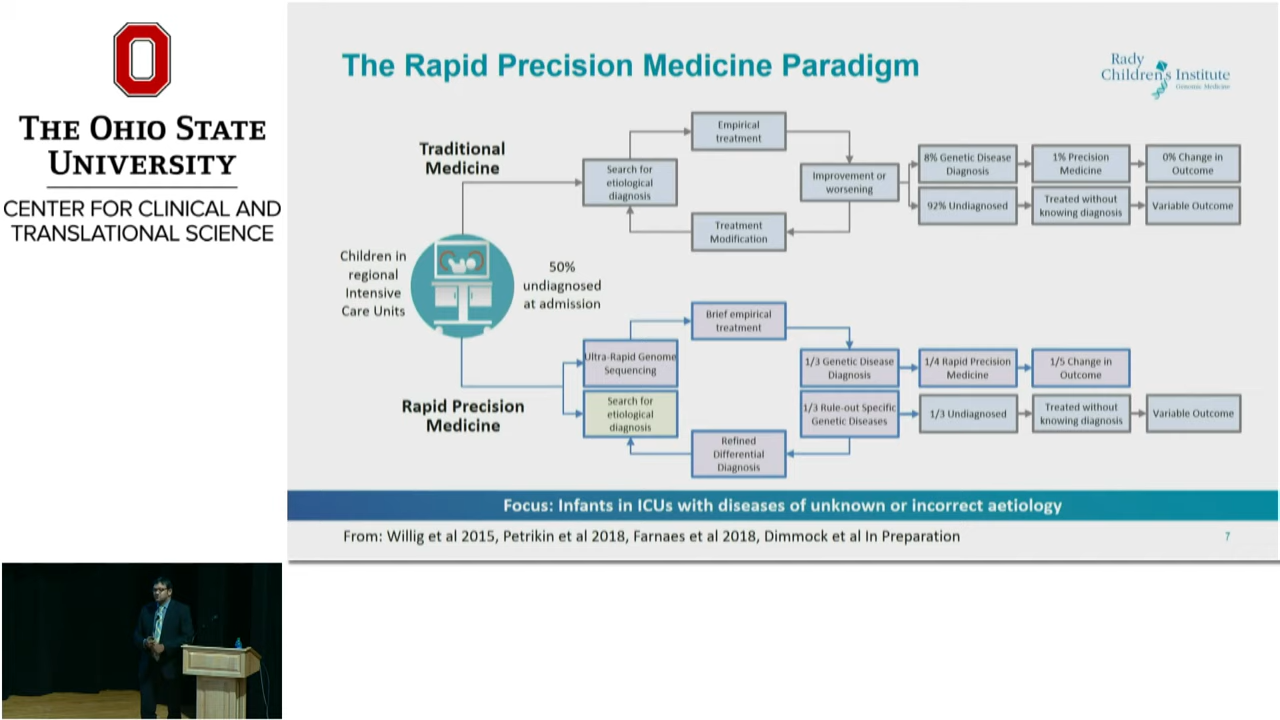 THE OHIO STATE
UNIVERSITY
CENTER FOR CLINICAL AND
TRANSLATIONAL SCIENCE
The Rapid Precision Medicine Paradigm
Rady
Children's Institute
Genomic Medicine
Traditional
Medicine
Search for
etiological
diagnosis
Empirical
treatment
Improvement or
worsening
Treatment
Modification
8% Genetic Disease
Diagnosis
1% Precision
Medicine
0% Change in
Outcome
92% Undiagnosed
Treated without
knowing diagnosis
Variable Outcome
Children in
regional
Intensive
Care Units
50%
undiagnosed
at admission
Rapid Precision
Medicine
Ultra-Rapid Genome
Sequencing
Search for
etiological
diagnosis
Brief empirical
treatment
1/3 Genetic Disease
Diagnosis
1/4 Rapid Precision
Medicine
1/5 Change in
Outcome
1/3 Rule-out Specific
Genetic Diseases
1/3 Undiagnosed
Treated without
knowing diagnosis
Variable Outcome
Refined
Differential
Diagnosis
Focus: Infants in ICUs with diseases of unknown or incorrect aetiology
From: Willig et al 2015, Petrikin et al 2018, Farnaes et al 2018, Dimmock et al In Preparation
7